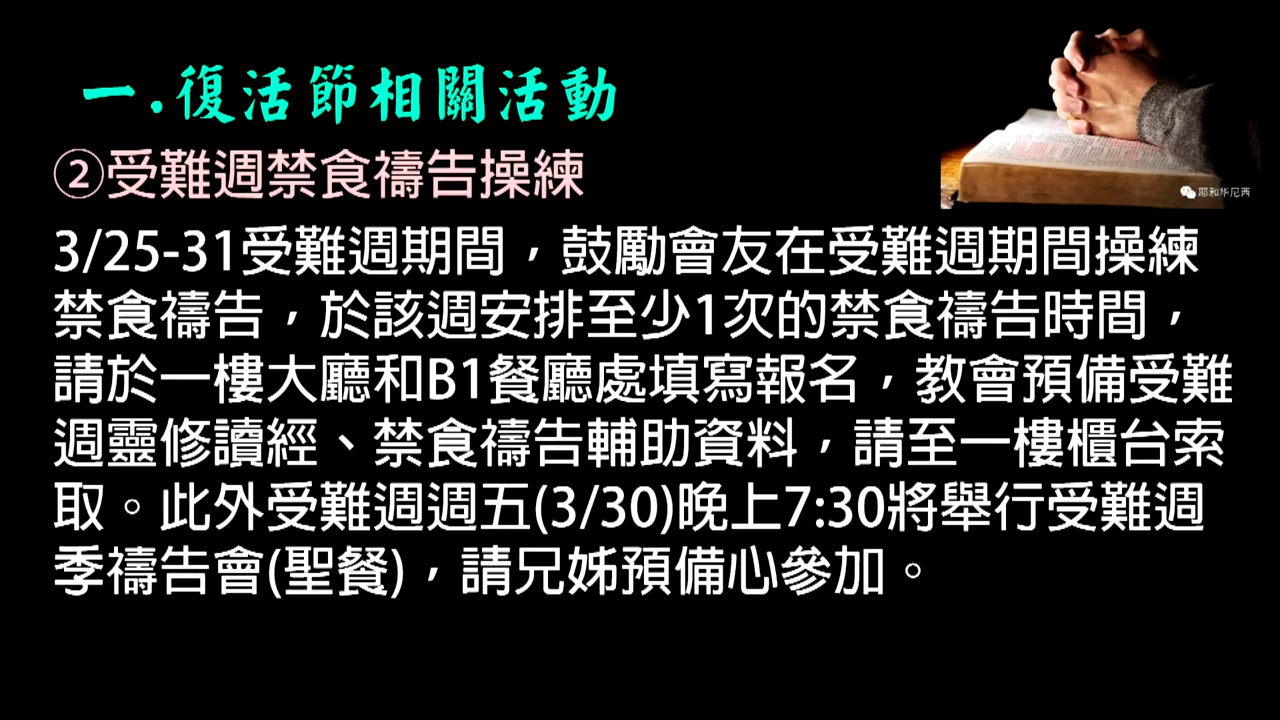 一.復活節相關活動
②受難週禁食禱告操練
耶和华尼西
3/25-31受難週期間，鼓勵會友在受難週期間操練
禁食禱告，於該週安排至少1次的禁食禱告時間，
請於一樓大廳和B1餐廳處填寫報名，教會預備受難
週靈修讀經、禁食禱告輔助資料，請至一樓櫃台索
取。此外受難週週五(3/30)晚上7:30將舉行受難週
季禱告會(聖餐)，請兄姊預備心參加。